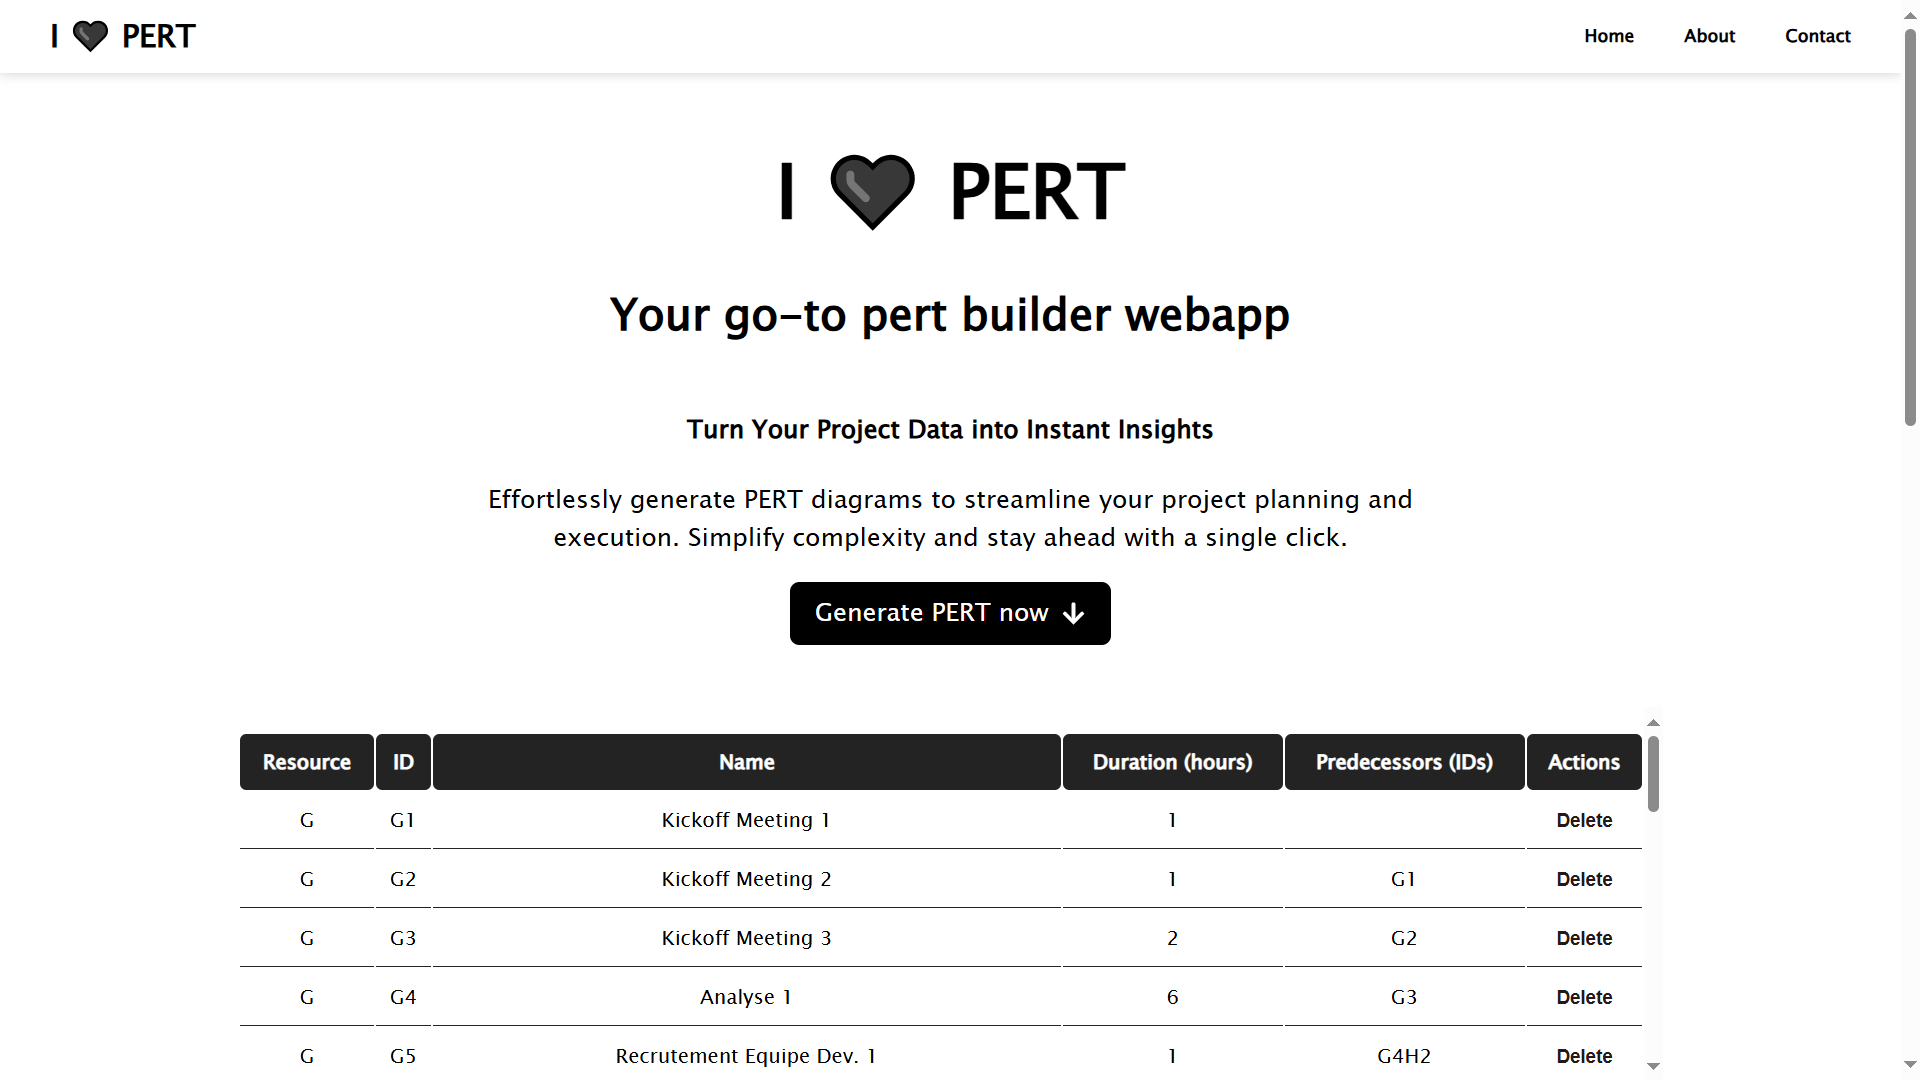 I PERT
Home About Contact
I PERT
Your go-to pert builder webapp
Turn Your Project Data into Instant Insights
Effortlessly generate PERT diagrams to streamline your project planning and
execution. Simplify complexity and stay ahead with a single click.
Generate PERT now
Resource ID Name Duration (hours) Predecessors (IDs) Actions
G G1 Kickoff Meeting 1 1 Delete
G G2 Kickoff Meeting 2 1 G1 Delete
G G3 Kickoff Meeting 3 2 G2 Delete
G G4 Analyse 1 6 G3 Delete
G G5 Recrutement Equipe Dev. 1 1 G4H2 Delete